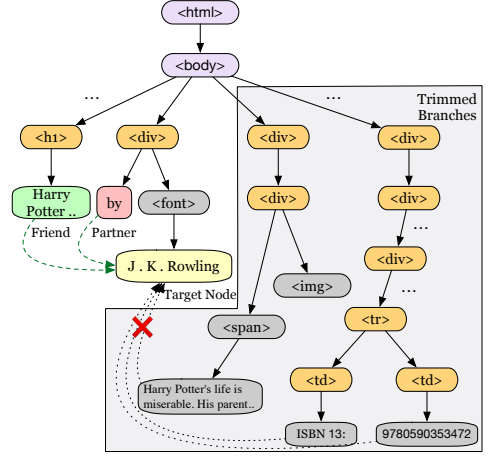 <html>
<body>
...
...
Trimmed
Branches
<h1>
<div>
<div>
<div>
Harry
Potter ..
by
<font>
<div>
<div>
Friend
Partner
...
J . K . Rowling
<div>
Target Node
<img>
...
<span>
<tr>
Harry Potter's life is
miserable. His parent..
<td>
<td>
ISBN 13:
9780590353472